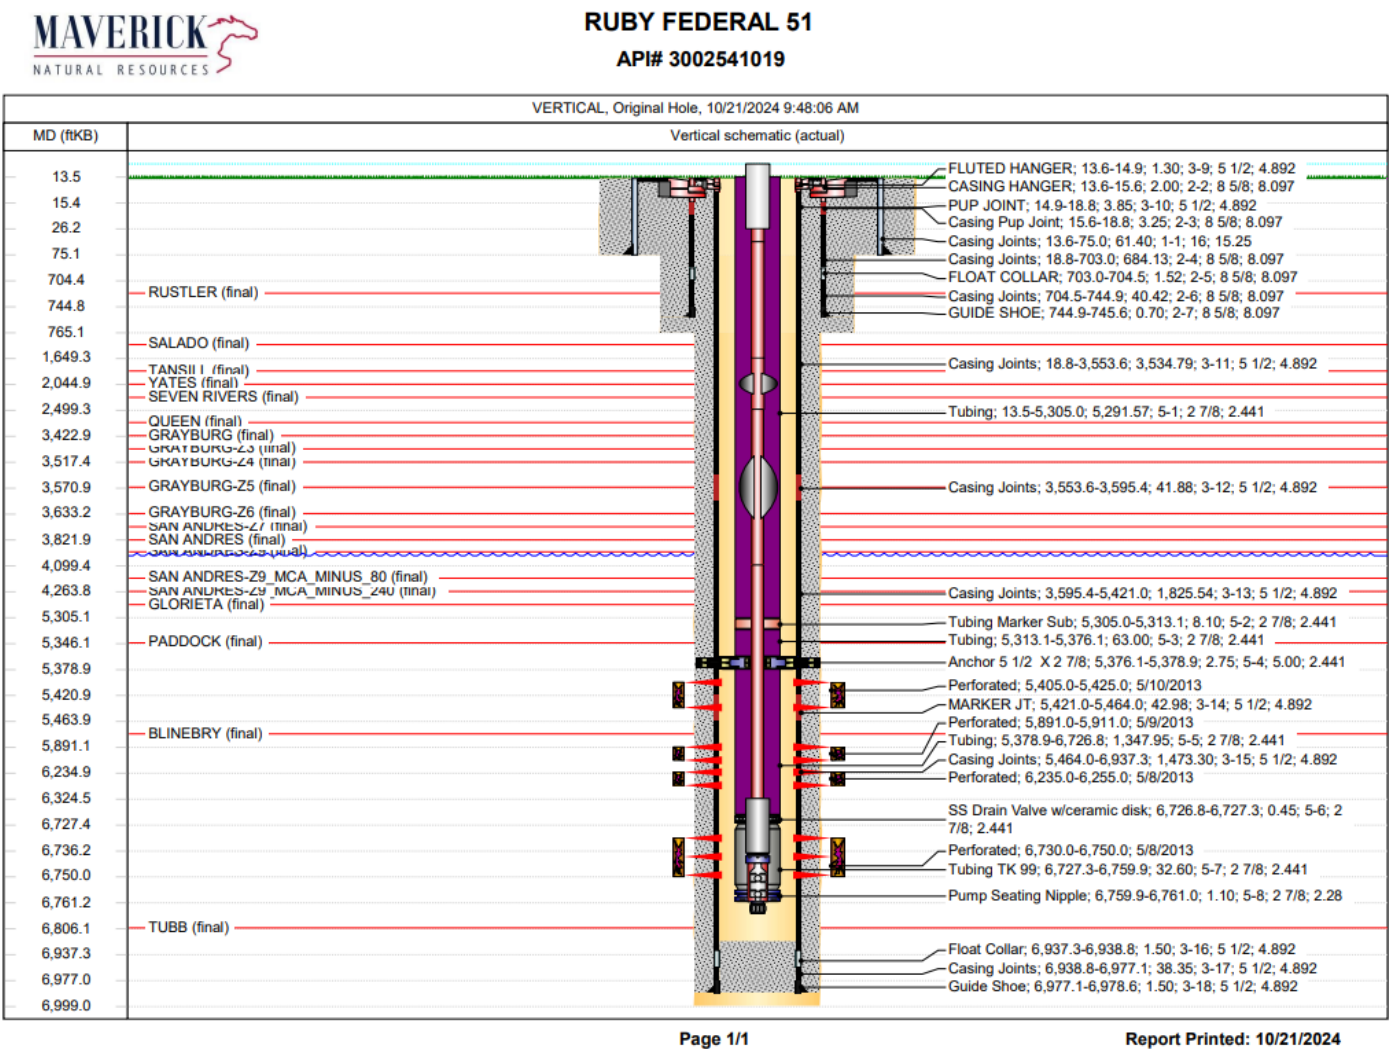 MAVERICK
NATURAL RESOURCES
RUBY FEDERAL 51
API# 3002541019
VERTICAL, Original Hole, 10/21/2024 9:48:06 AM
MD (ftKB)
Vertical schematic (actual)
13.5
15.4
26.2
75.1
704.4
744.8
765.1
1,649.3
2,044.9
2,499.3
3,422.9
3,517.4
3,570.9
3,633.2
3,821.9
4,099.4
4,263.8
5,305.1
5,346.1
5,378.9
5,420.9
5,463.9
5,891.1
6,234.9
6,324.5
6,727.4
6,736.2
6,750.0
6,761.2
6,806.1
6,937.3
6,977.0
6,999.0
RUSTLER (final)
SALADO (final)
TANSILL (final)
YATES (final)
SEVEN RIVERS (final)
QUEEN (final)
GRAYBURG (final)
GRAYBURG-Z3 (final)
GRAYBURG-Z4 (final)
GRAYBURG-Z5 (final)
GRAYBURG-Z6 (final)
SAN ANDRES-Z7 (final)
SAN ANDRES (final)
SAN ANDRES-Z9_MCA_MINUS_80 (final)
SAN ANDRES-Z9_MCA_MINUS_240 (final)
GLORIETA (final)
PADDOCK (final)
BLINEBRY (final)
TUBB (final)
FLUTED HANGER; 13.6-14.9; 1.30; 3-9; 5 1/2; 4.892
CASING HANGER; 13.6-15.6; 2.00; 2-2; 8 5/8; 8.097
PUP JOINT; 14.9-18.8; 3.85; 3-10; 5 1/2; 4.892
Casing Pup Joint; 15.6-18.8; 3.25; 2-3; 8 5/8; 8.097
Casing Joints; 13.6-75.0; 61.40; 1-1; 16; 15.25
Casing Joints; 18.8-703.0; 684.13; 2-4; 8 5/8; 8.097
FLOAT COLLAR; 703.0-704.5; 1.52; 2-5; 8 5/8; 8.097
Casing Joints; 704.5-744.9; 40.42; 2-6; 8 5/8; 8.097
GUIDE SHOE; 744.9-745.6; 0.70; 2-7; 8 5/8; 8.097
Casing Joints; 18.8-3,553.6; 3,534.79; 3-11; 5 1/2; 4.892
Tubing; 13.5-5,305.0; 5,291.57; 5-1; 2 7/8; 2.441
Casing Joints; 3,553.6-3,595.4; 41.88; 3-12; 5 1/2; 4.892
Casing Joints; 3,595.4-5,421.0; 1,825.54; 3-13; 5 1/2; 4.892
Tubing Marker Sub; 5,305.0-5,313.1; 8.10; 5-2; 2 7/8; 2.441
Tubing; 5,313.1-5,376.1; 63.00; 5-3; 2 7/8; 2.441
Anchor 5 1/2 X 2 7/8; 5,376.1-5,378.9; 2.75; 5-4; 5.00; 2.441
Perforated; 5,405.0-5,425.0; 5/10/2013
MARKER JT; 5,421.0-5,464.0; 42.98; 3-14; 5 1/2; 4.892
Perforated; 5,891.0-5,911.0; 5/9/2013
Tubing; 5,378.9-6,726.8; 1,347.95; 5-5; 2 7/8; 2.441
Casing Joints; 5,464.0-6,937.3; 1,473.30; 3-15; 5 1/2; 4.892
Perforated; 6,235.0-6,255.0; 5/8/2013
SS Drain Valve w/ceramic disk; 6,726.8-6,727.3; 0.45; 5-6; 2
7/8; 2.441
Perforated; 6,730.0-6,750.0; 5/8/2013
Tubing TK 99; 6,727.3-6,759.9; 32.60; 5-7; 2 7/8; 2.441
Pump Seating Nipple; 6,759.9-6,761.0; 1.10; 5-8; 2 7/8; 2.28
Float Collar; 6,937.3-6,938.8; 1.50; 3-16; 5 1/2; 4.892
Casing Joints; 6,938.8-6,977.1; 38.35; 3-17; 5 1/2; 4.892
Guide Shoe; 6,977.1-6,978.6; 1.50; 3-18; 5 1/2; 4.892
Page 1/1
Report Printed: 10/21/2024